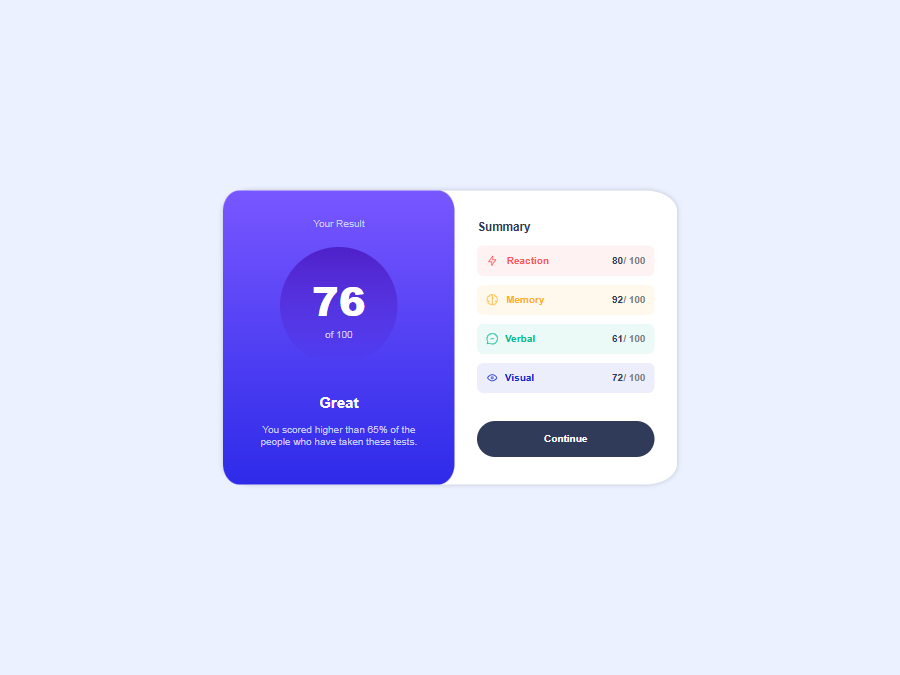 Your Result
76
of 100
Great
You scored higher than 65% of the
people who have taken these tests.
Summary
Reaction 80/ 100
Memory 92/ 100
Verbal 61/ 100
Visual 72/ 100
Continue